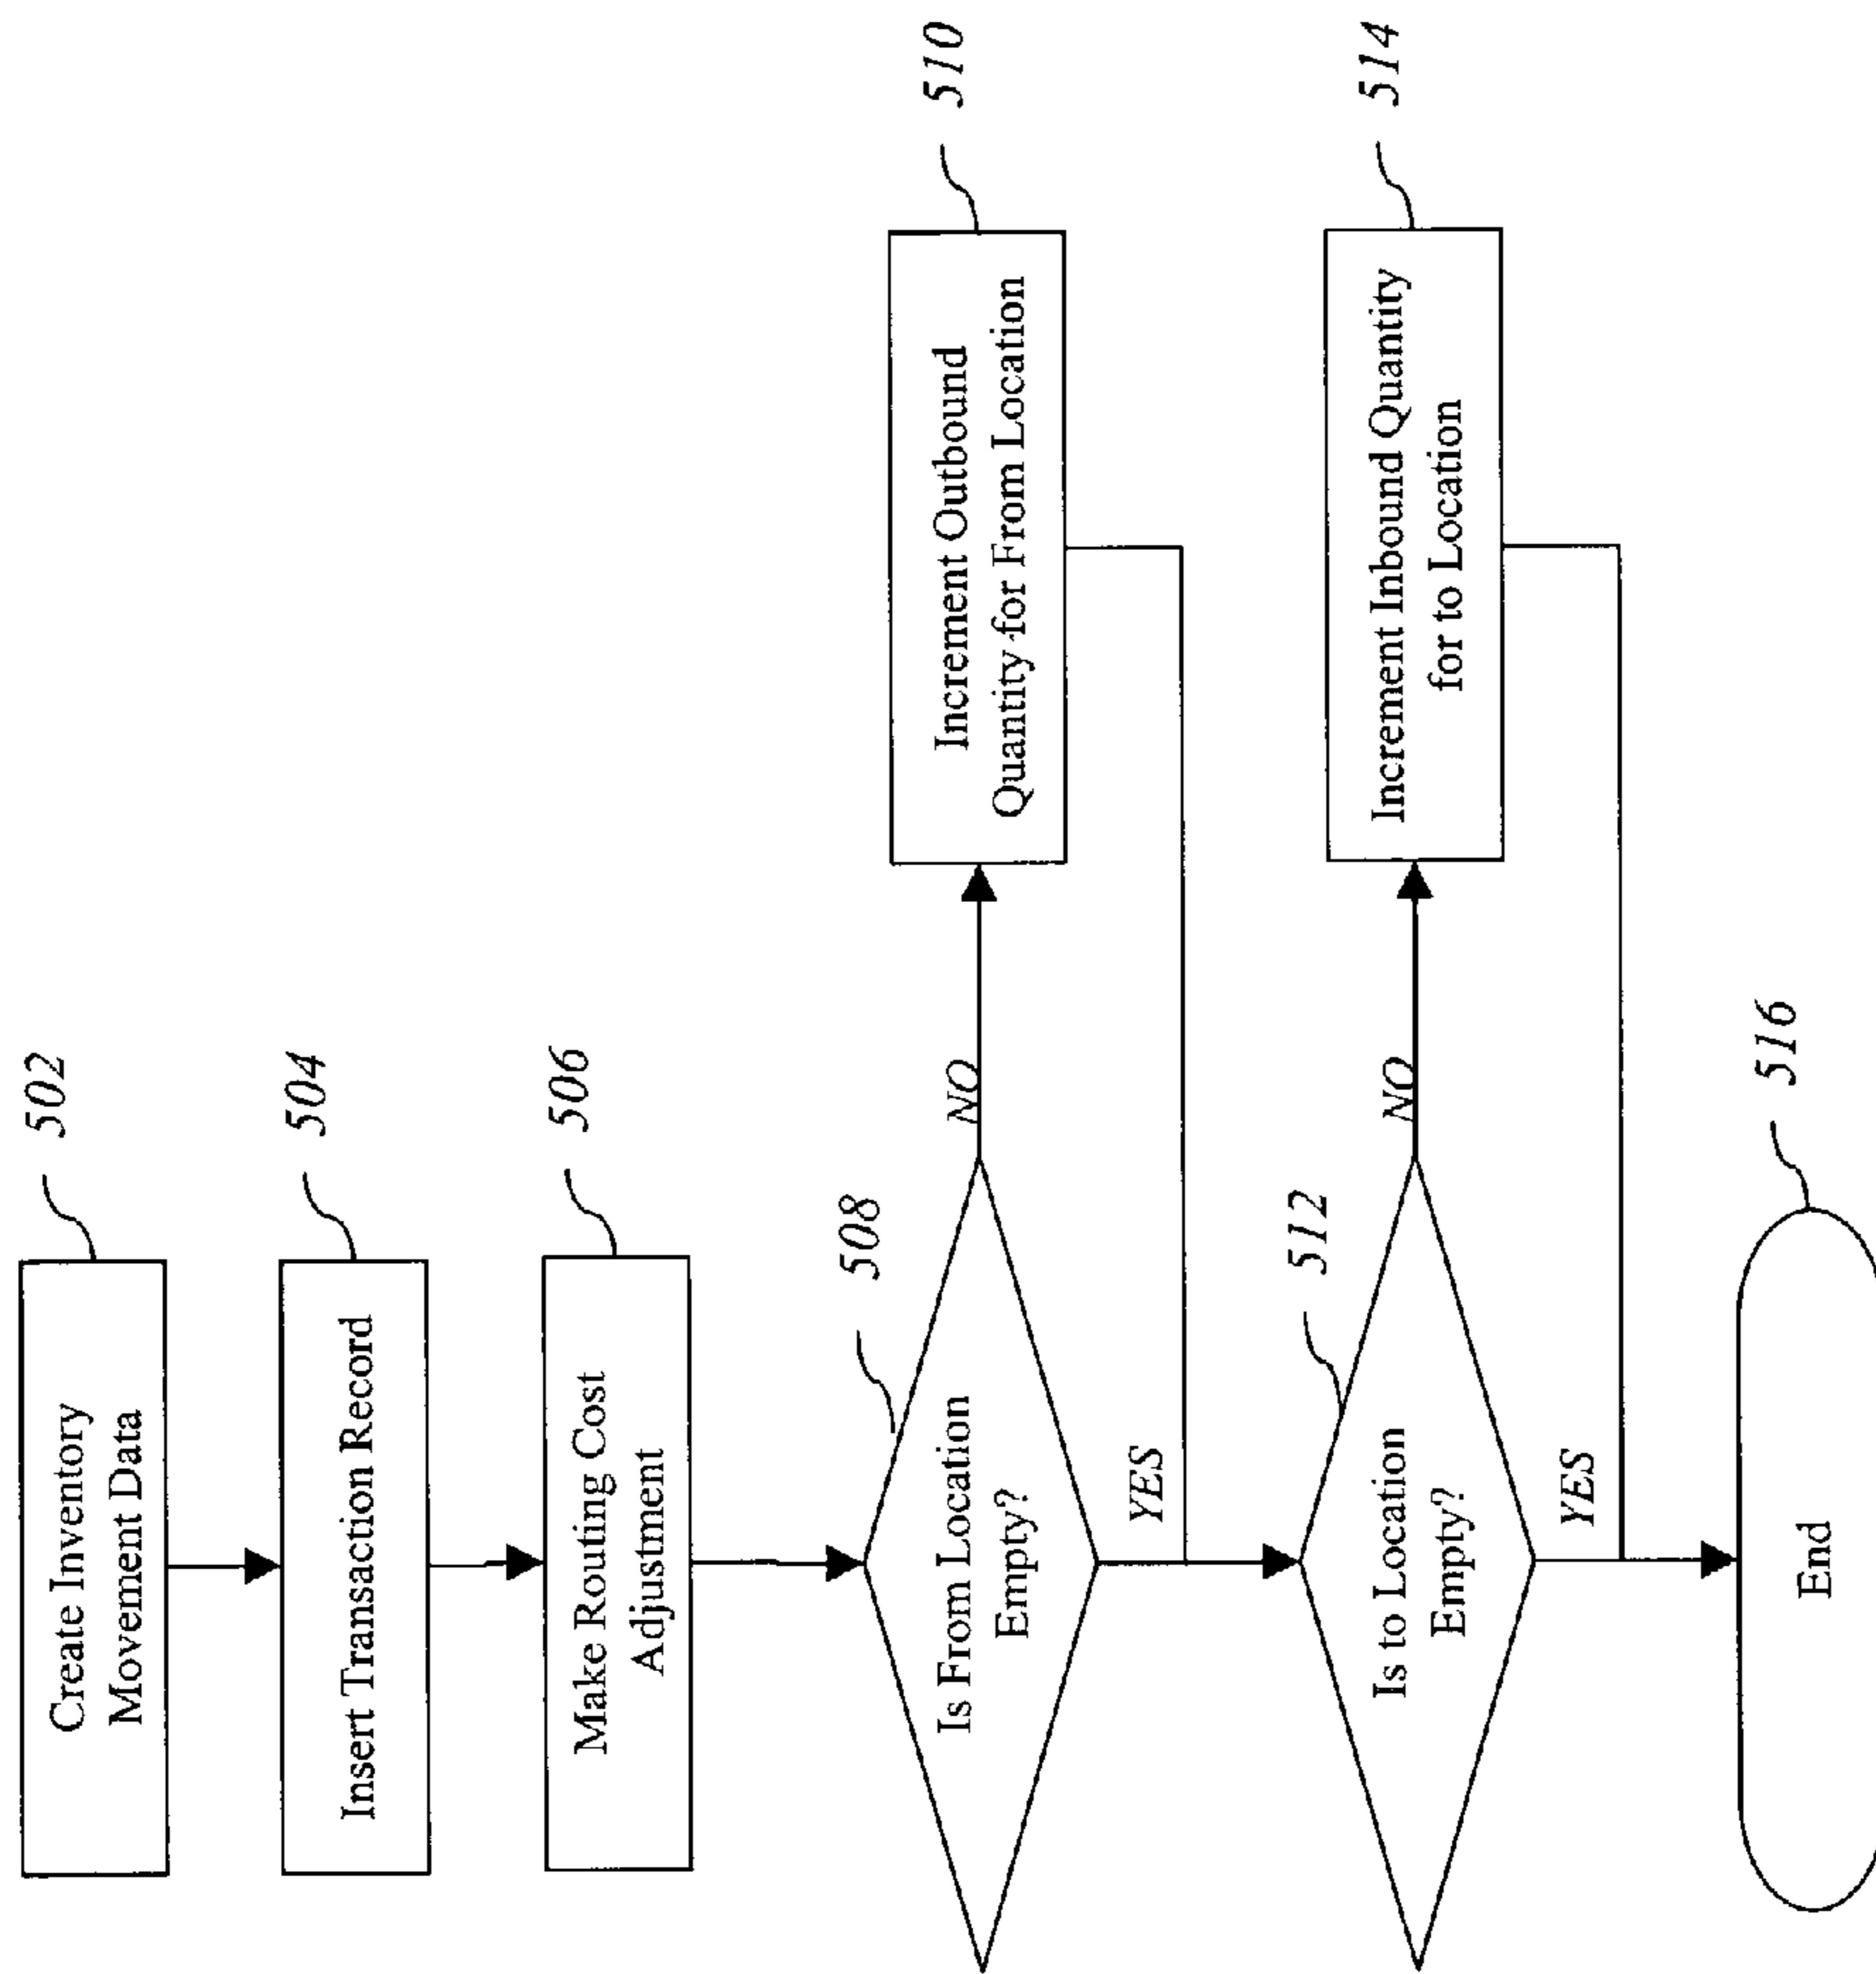 502
Create Inventory
Movement Data
504
Insert Transaction Record
506
Make Routing Cost
Adjustment
508
Is From Location
Empty?
NO
510
Increment Outbound
Quantity for From Location
YES
512
Is to Location
Empty?
NO
514
Increment Inbound Quantity
for to Location
YES
516
End